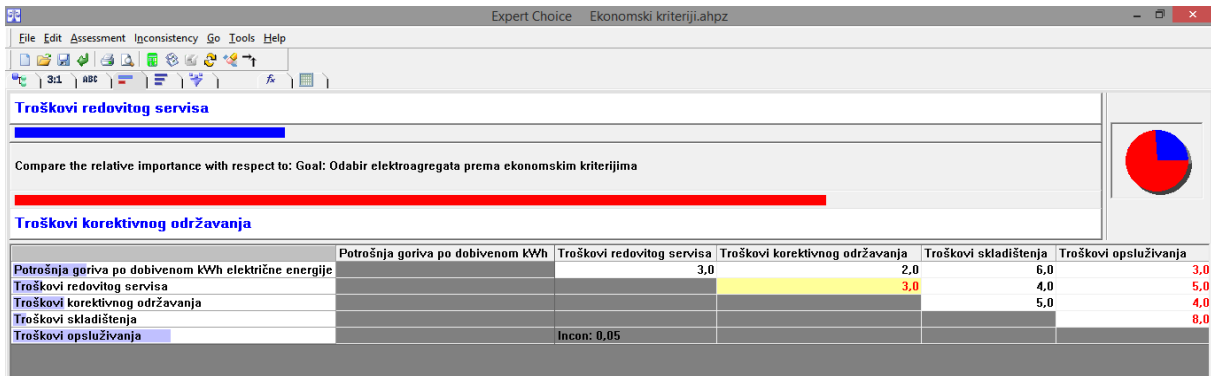 Expert Choice Ekonomski kriteriji.ahpz
File Edit Assessment Inconsistency Go Tools Help
3:1 ABC fx
Troškovi redovitog servisa
Compare the relative importance with respect to: Goal: Odabir elektroagregata prema ekonomskim kriterijima
Troškovi korektivnog održavanja
Potrošnja goriva po dobivenom kWh Troškovi redovitog servisa Troškovi korektivnog održavanja Troškovi skladištenja Troškovi opsluživanja
Potrošnja goriva po dobivenom kWh električne energije 3,0 2,0 6,0 3,0
Troškovi redovitog servisa 3,0 4,0 5,0
Troškovi korektivnog održavanja 5,0 4,0
Troškovi skladištenja 8,0
Troškovi opsluživanja Incon: 0,05